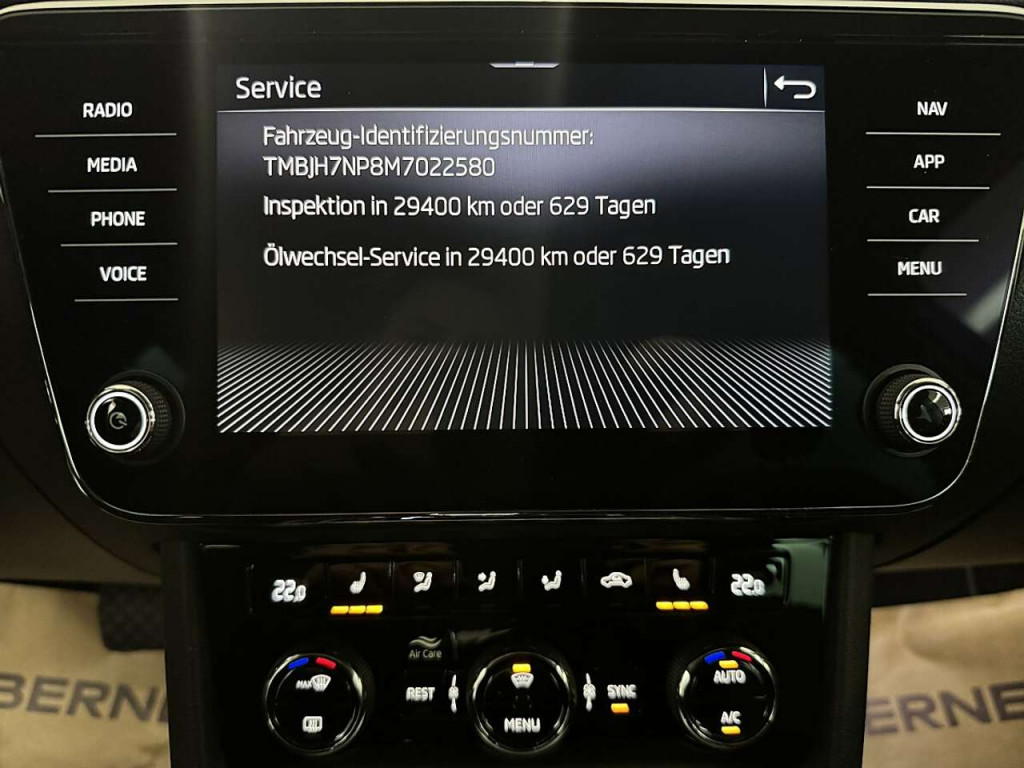 Service
Fahrzeug-Identifizierungsnummer:
TMBJH7NP8M7022580
Inspektion in 29400 km oder 629 Tagen
Ölwechsel-Service in 29400 km oder 629 Tagen
RADIO
MEDIA
PHONE
VOICE
NAV
APP
CAR
MENU
22.0
22.0
Air Care
MAX
REST
MENU
SYNC
AUTO
A/C
BERNE
BERNE